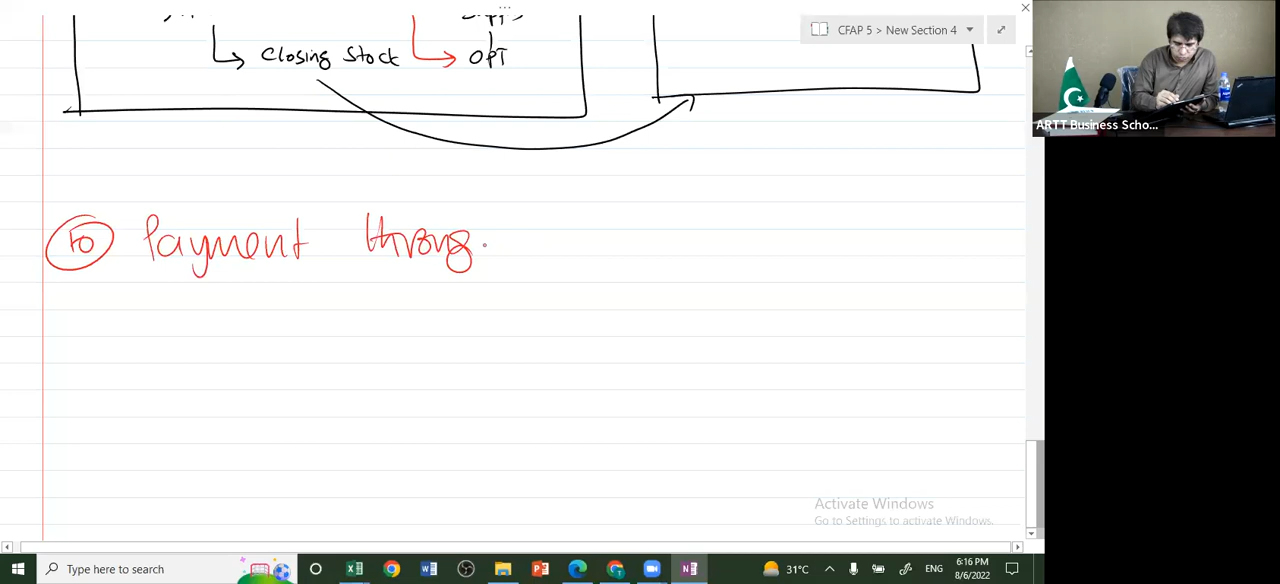 CFAP 5 > New Section 4
Closing Stock
OPT
ARTT Business Scho...
10 Payment throug
Activate Windows
Go to Settings to activate Windows.
Type here to search
31°C
ENG
6:16 PM
8/6/2022